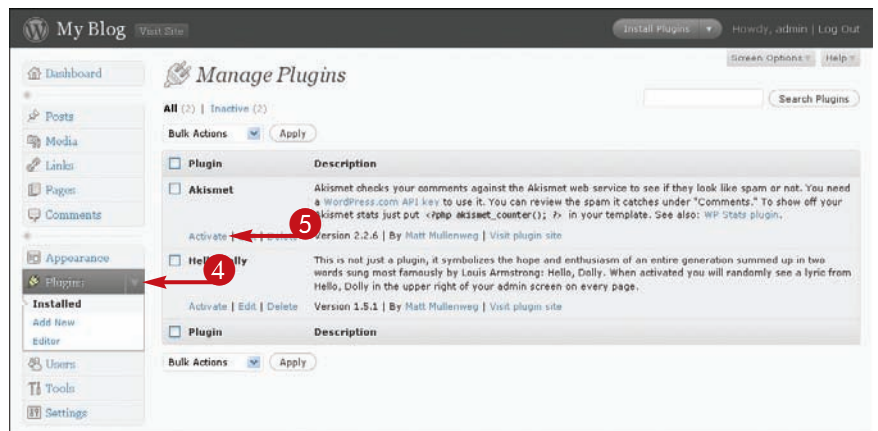 My Blog Visit Site Install Plugins Howdy, admin | Log Out
Screen Options Help
Dashboard
Posts
Media
Links
Pages
Comments
Appearance
Plugins
Installed
Add New
Editor
Users
Tools
Settings
Manage Plugins
All (2) | Inactive (2)
Search Plugins
Bulk Actions Apply
Plugin Description
Akismet Akismet checks your comments against the Akismet web service to see if they look like spam or not. You need
a WordPress.com API key to use it. You can review the spam it catches under "Comments." To show off your
Akismet stats just put <?php akismet_counter(); ?> in your template. See also: WP Stats plugin.
Activate | Delete Version 2.2.6 | By Matt Mullenweg | Visit plugin site
5
Hello Dolly This is not just a plugin, it symbolizes the hope and enthusiasm of an entire generation summed up in two
words sung most famously by Louis Armstrong: Hello, Dolly. When activated you will randomly see a lyric from
Hello, Dolly in the upper right of your admin screen on every page.
4
Activate | Edit | Delete Version 1.5.1 | By Matt Mullenweg | Visit plugin site
Plugin Description
Bulk Actions Apply